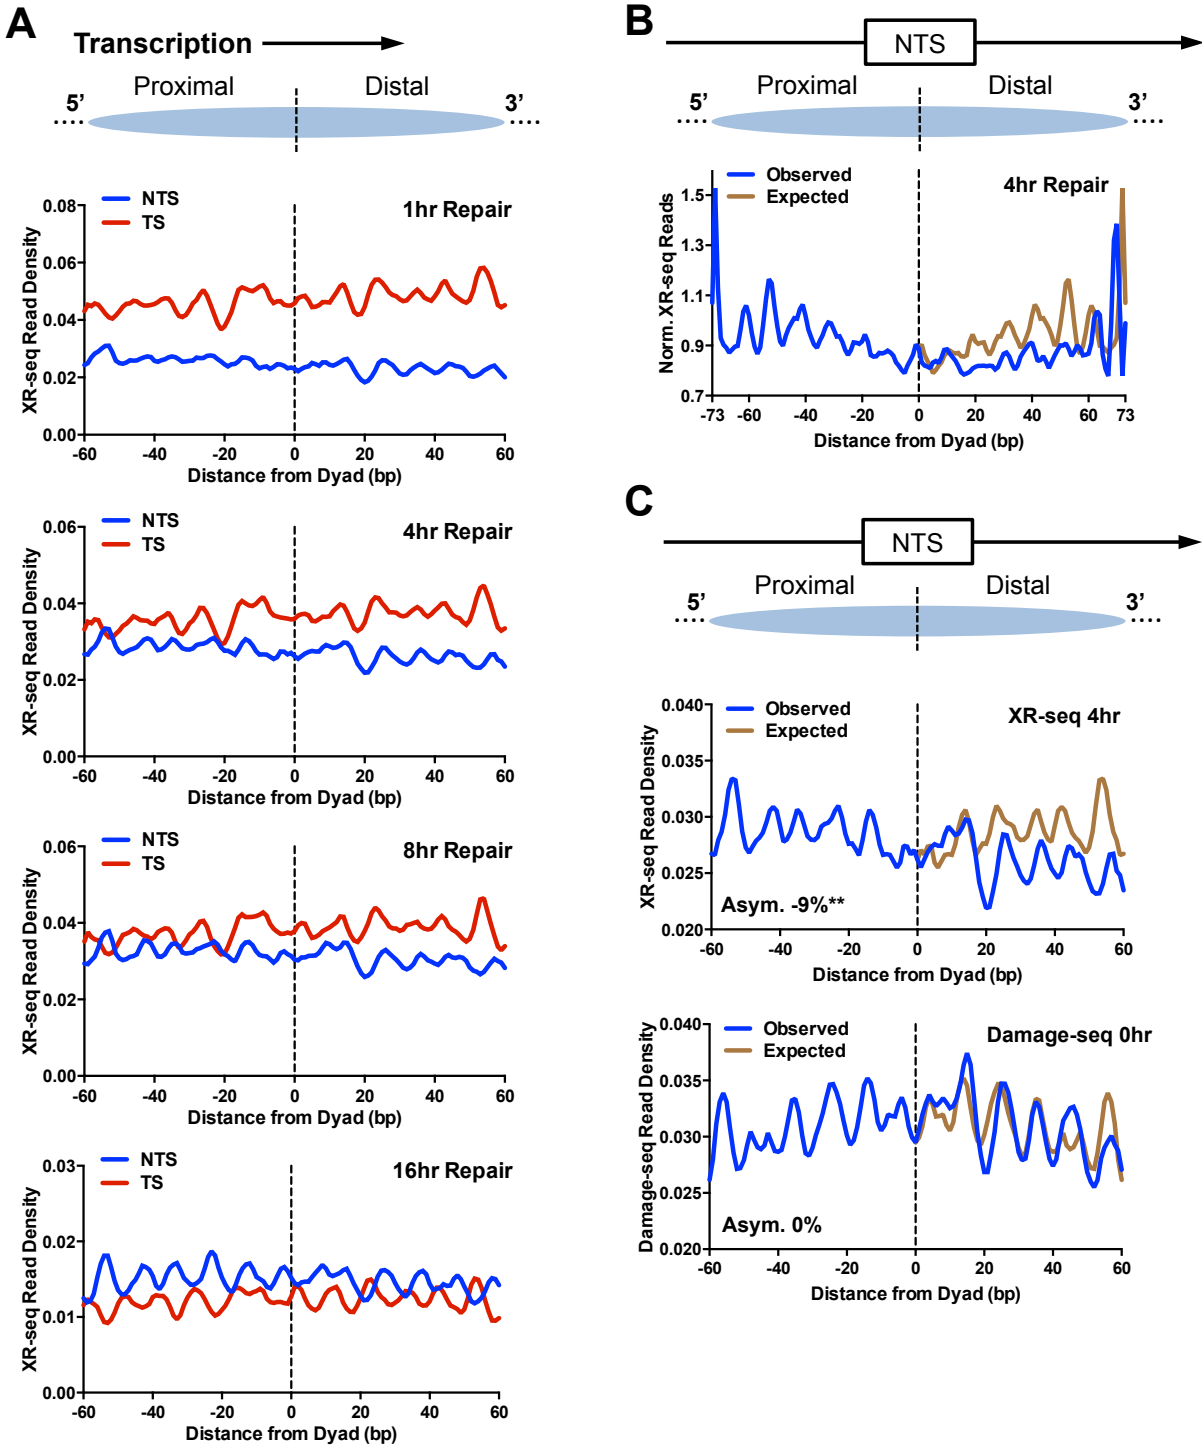 A
Transcription
Proximal Distal
5' 3'
NTS
TS
1hr Repair
XR-seq Read Density
0.08
0.06
0.04
0.02
0.00
-60 -40 -20 0 20 40 60
Distance from Dyad (bp)
NTS
TS
4hr Repair
XR-seq Read Density
0.06
0.04
0.02
0.00
-60 -40 -20 0 20 40 60
Distance from Dyad (bp)
NTS
TS
8hr Repair
XR-seq Read Density
0.06
0.04
0.02
0.00
-60 -40 -20 0 20 40 60
Distance from Dyad (bp)
NTS
TS
16hr Repair
XR-seq Read Density
0.03
0.02
0.01
0.00
-60 -40 -20 0 20 40 60
Distance from Dyad (bp)
B
NTS
Proximal Distal
5' 3'
Observed
Expected
4hr Repair
Norm. XR-seq Reads
1.5
1.3
1.1
0.9
0.7
-73 -60 -40 -20 0 20 40 60 73
Distance from Dyad (bp)
C
NTS
Proximal Distal
5' 3'
Observed
Expected
XR-seq 4hr
XR-seq Read Density
0.040
0.035
0.030
0.025
0.020
Asym. -9%**
-60 -40 -20 0 20 40 60
Distance from Dyad (bp)
Observed
Expected
Damage-seq 0hr
Damage-seq Read Density
0.040
0.035
0.030
0.025
0.020
Asym. 0%
-60 -40 -20 0 20 40 60
Distance from Dyad (bp)